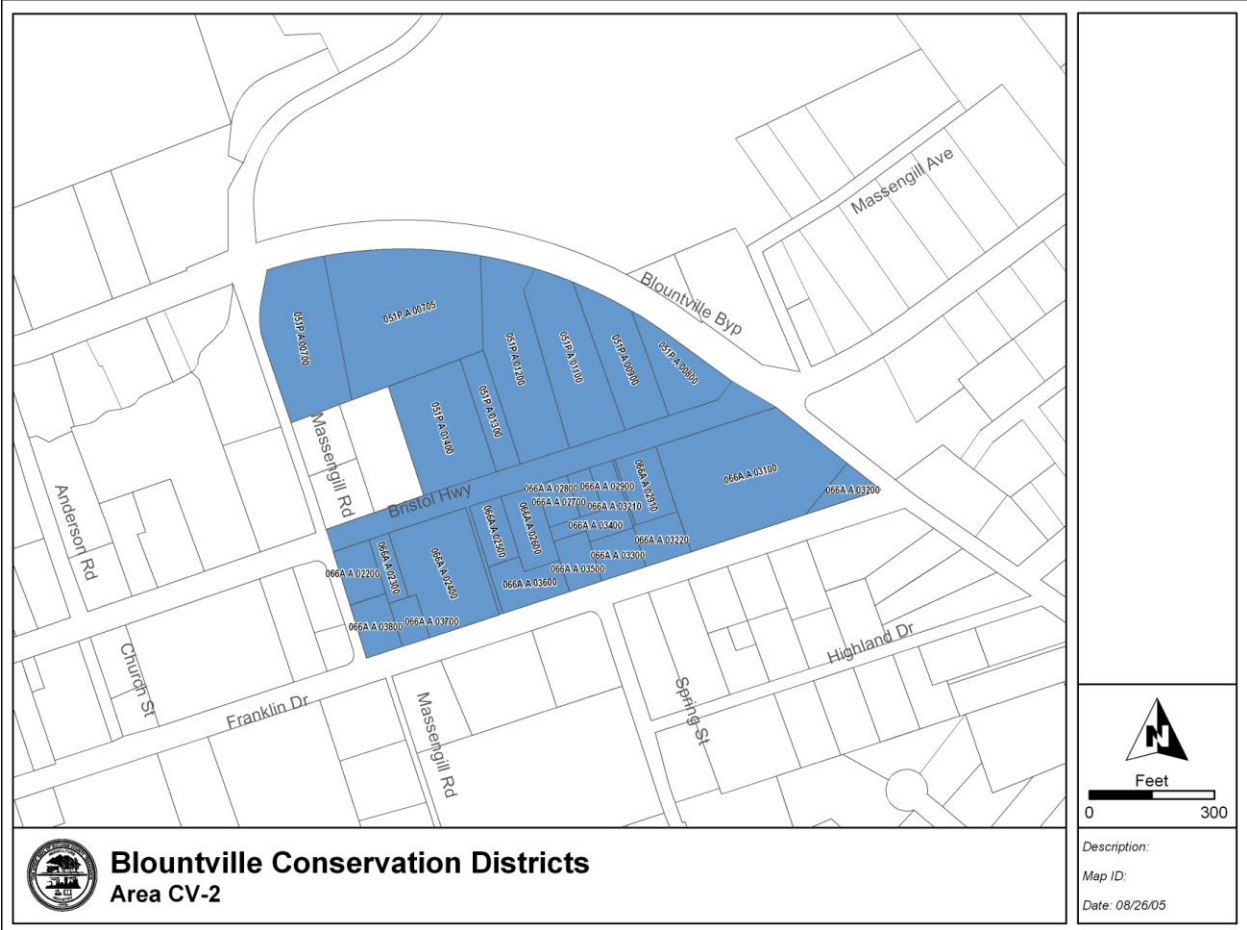 Massengill Ave
Blountville Byp
051P A 00700
051P A 00705
051P A 01200
051P A 01100
051P A 00900
051P A 00800
051P A 01400
051P A 01300
Massengill Rd
Bristol Hwy
Anderson Rd
066A A 02800
066A A 02900
066A A 02910
066A A 03100
066A A 03200
066A A 02700
066A A 03210
066A A 02500
066A A 02600
066A A 03400
066A A 03220
066A A 03300
066A A 03500
066A A 03600
066A A 02200
066A A 02300
066A A 02400
066A A 03800
066A A 03700
Church St
Franklin Dr
Massengill Rd
Spring St
Highland Dr
N
Feet
0 300
Blountville Conservation Districts
Area CV-2
Description:
Map ID:
Date: 08/26/05